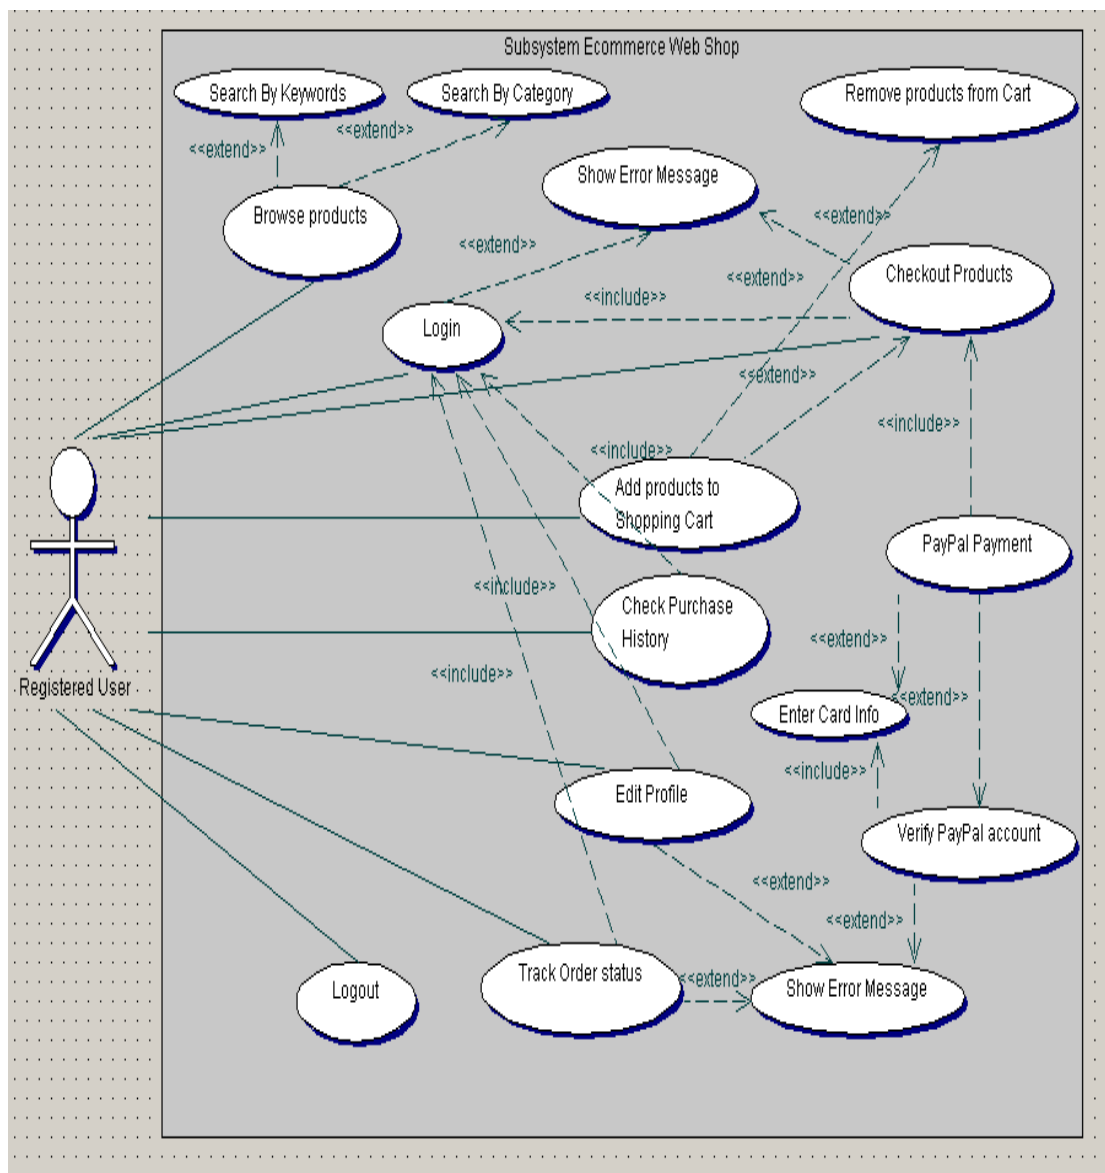 Subsystem Ecommerce Web Shop
Search By Keywords
Search By Category
Remove products from Cart
<<extend>>
<<extend>>
Show Error Message
Browse products
<<extend>>
<<extend>>
<<extend>>
Checkout Products
<<include>>
Login
<<extend>>
<<include>>
<<include>>
Add products to
Shopping Cart
PayPal Payment
<<include>>
Check Purchase
History
<<extend>>
<<include>>
Registered User
<<extend>>
Enter Card Info
<<include>>
Edit Profile
Verify PayPal account
<<extend>>
<<extend>>
Track Order status
<<extend>>
Show Error Message
Logout